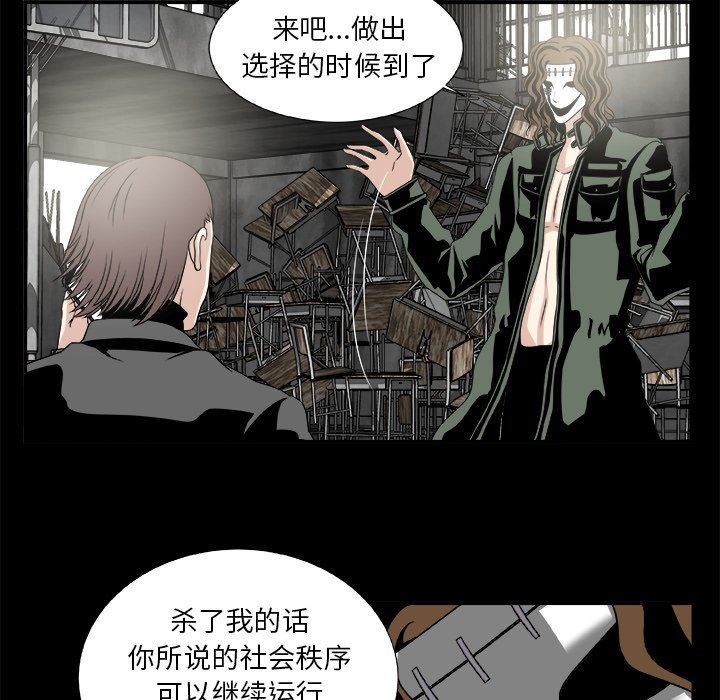 来吧...做出
选择的时候到了
杀了我的话
你所说的社会秩序
可以继续运行